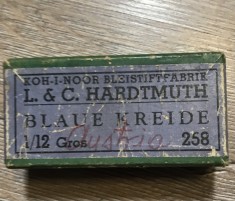 KOH-I-NOOR BLEISTIFTFABRIK
L. & C. HARDTMUTH
BLAUE KREIDE
1/12 Gros 258
Austria